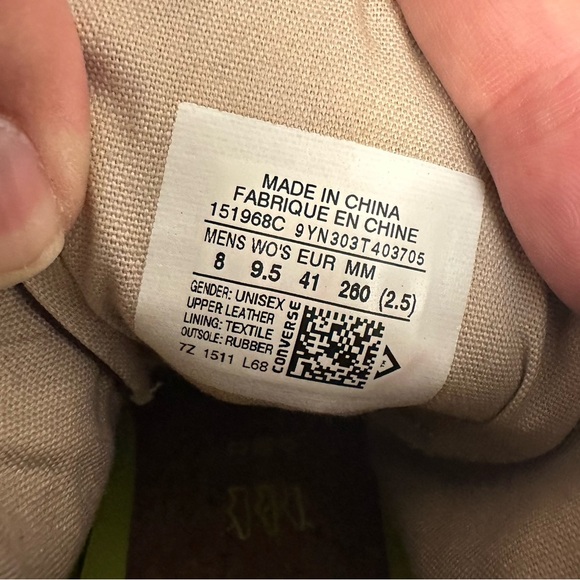 MADE IN CHINA
FABRIQUE EN CHINE
151968C 9YN303T403705
MENS WO'S EUR MM
8 9.5 41 260 (2.5)
GENDER: UNISEX
UPPER: LEATHER
LINING: TEXTILE
OUTSOLE: RUBBER
7Z 1511 L68
CONVERSE